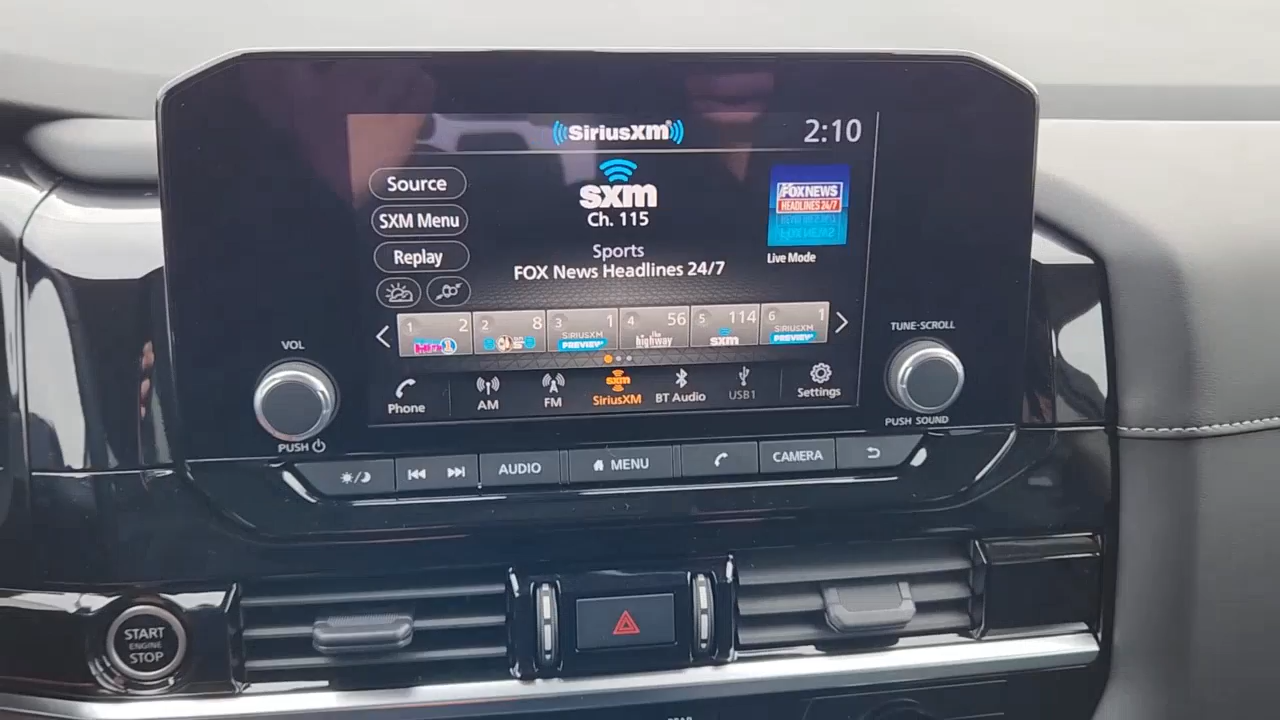 SiriusXM
2:10
Source
SXM Menu
Replay
sxm
Ch. 115
Sports
FOX News Headlines 24/7
FOX NEWS
HEADLINES 24/7
Live Mode
1 2
2 8
3 1
SIRIUSXM
PREVIEW
4 56
the
highway
5 114
sxm
6 1
SIRIUSXM
PREVIEW
Phone
AM
FM
sxm
SiriusXM
BT Audio
USB1
Settings
VOL
PUSH
TUNE-SCROLL
PUSH SOUND
AUDIO
MENU
CAMERA
START
ENGINE
STOP